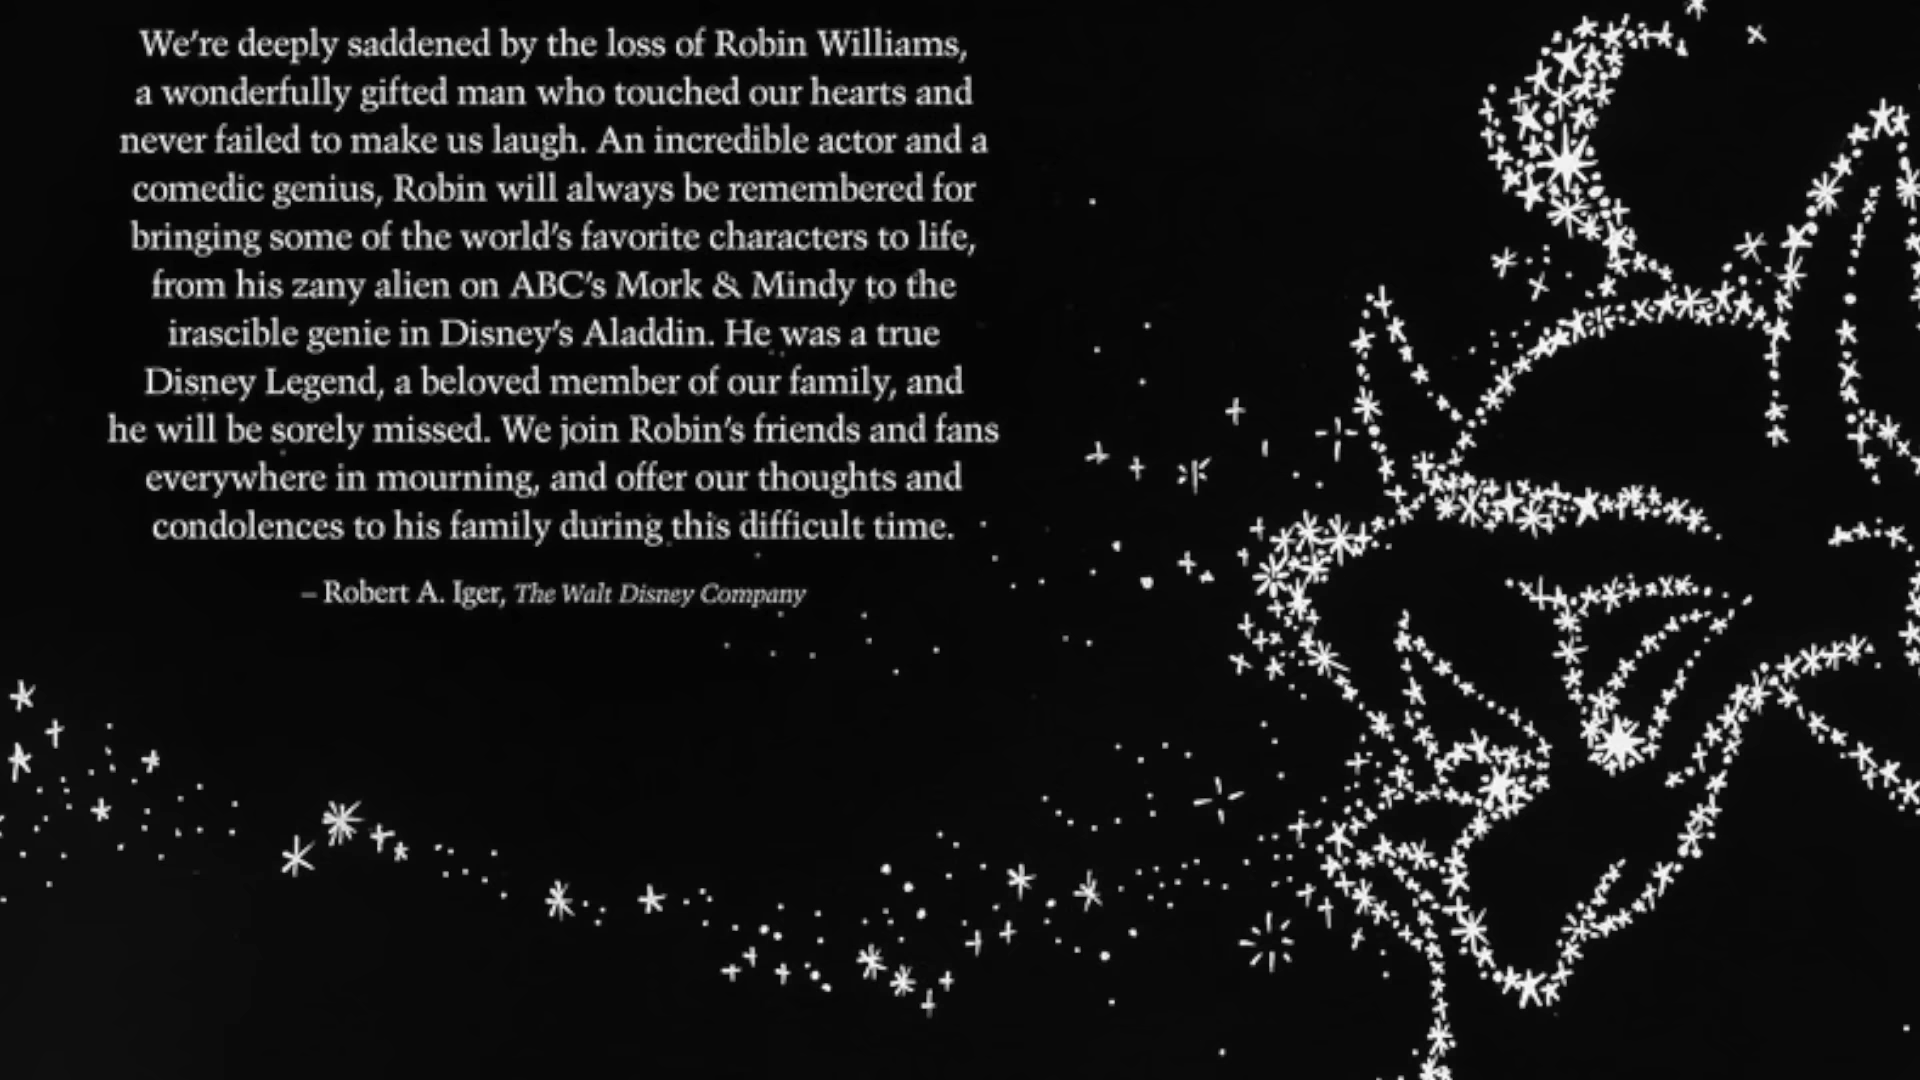 We're deeply saddened by the loss of Robin Williams,
a wonderfully gifted man who touched our hearts and
never failed to make us laugh. An incredible actor and a
comedic genius, Robin will always be remembered for
bringing some of the world's favorite characters to life,
from his zany alien on ABC's Mork & Mindy to the
irascible genie in Disney's Aladdin. He was a true
Disney Legend, a beloved member of our family, and
he will be sorely missed. We join Robin's friends and fans
everywhere in mourning, and offer our thoughts and
condolences to his family during this difficult time.
– Robert A. Iger, The Walt Disney Company